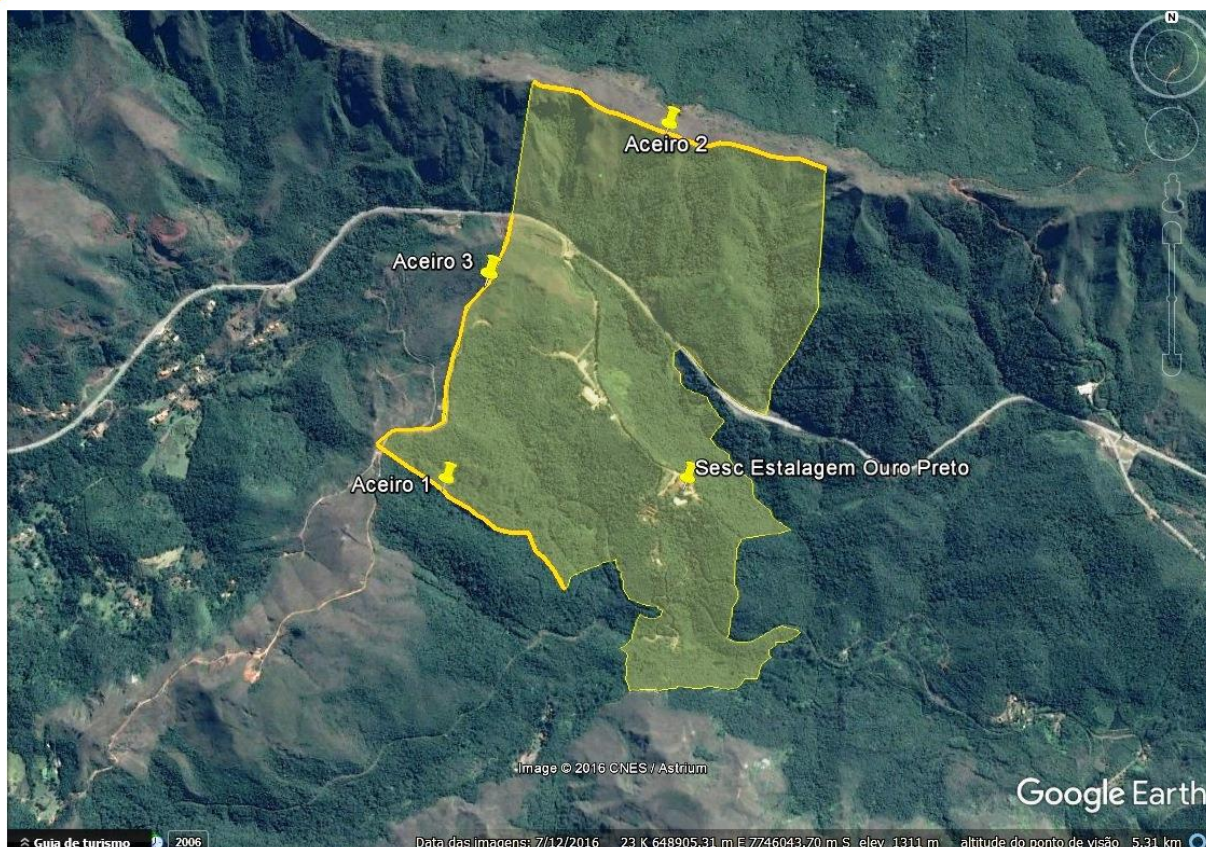 N
Aceiro 2
Aceiro 3
Sesc Estalagem Ouro Preto
Aceiro 1
Image © 2016 CNES / Astrium
Google Earth
Guia de turismo
2006
Data das imagens: 7/12/2016 23 K 648905.31 m E 7746043.70 m S elev 1311 m altitude do ponto de visão 5.31 km